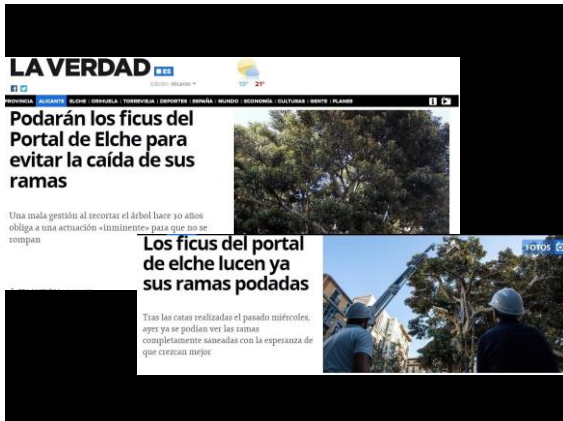 LA VERDAD ES
Edición Alicante
12° 21°
PROVINCIA ALICANTE ELCHE ORIHUELA TORREVIEJA DEPORTES ESPAÑA MUNDO ECONOMÍA CULTURAS GENTE PLANES
Podarán los ficus del
Portal de Elche para
evitar la caída de sus
ramas
Una mala gestión al recortar el árbol hace 30 años
obliga a una actuación «inminente» para que no se
rompan
Los ficus del portal
de elche lucen ya
sus ramas podadas
FOTOS
Tras las catas realizadas el pasado miércoles,
ayer ya se podían ver las ramas
completamente saneadas con la esperanza de
que crezcan mejor